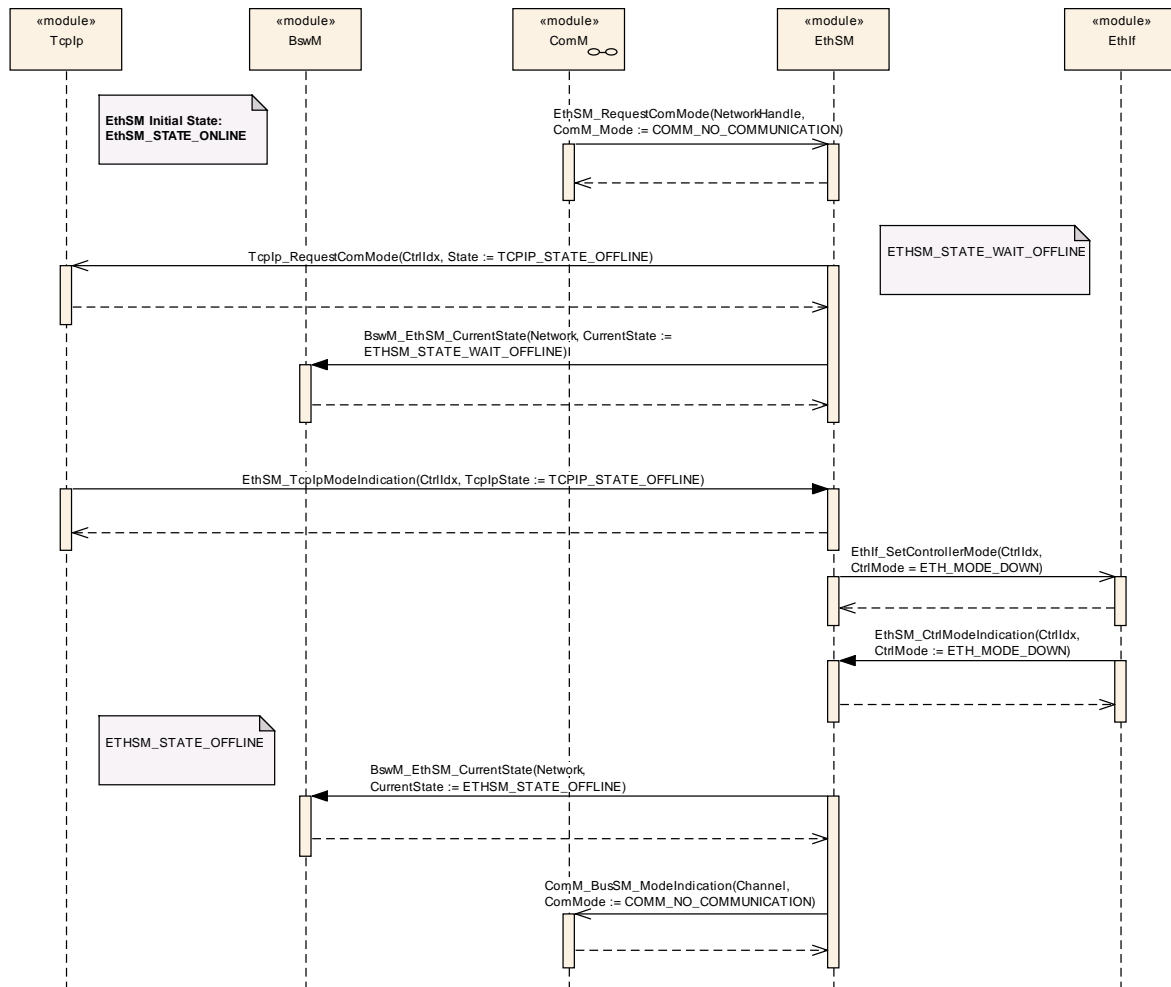 «module»
TcpIp
«module»
BswM
«module»
ComM
«module»
EthSM
«module»
EthIf
EthSM Initial State:
EthSM_STATE_ONLINE
EthSM_RequestComMode(NetworkHandle,
ComM_Mode := COMM_NO_COMMUNICATION)
ETHSM_STATE_WAIT_OFFLINE
TcpIp_RequestComMode(CtrlIdx, State := TCPIP_STATE_OFFLINE)
BswM_EthSM_CurrentState(Network, CurrentState :=
ETHSM_STATE_WAIT_OFFLINE)
EthSM_TcpIpModeIndication(CtrlIdx, TcpIpState := TCPIP_STATE_OFFLINE)
EthIf_SetControllerMode(CtrlIdx,
CtrlMode = ETH_MODE_DOWN)
EthSM_CtrlModeIndication(CtrlIdx,
CtrlMode := ETH_MODE_DOWN)
ETHSM_STATE_OFFLINE
BswM_EthSM_CurrentState(Network,
CurrentState := ETHSM_STATE_OFFLINE)
ComM_BusSM_ModeIndication(Channel,
ComMode := COMM_NO_COMMUNICATION)